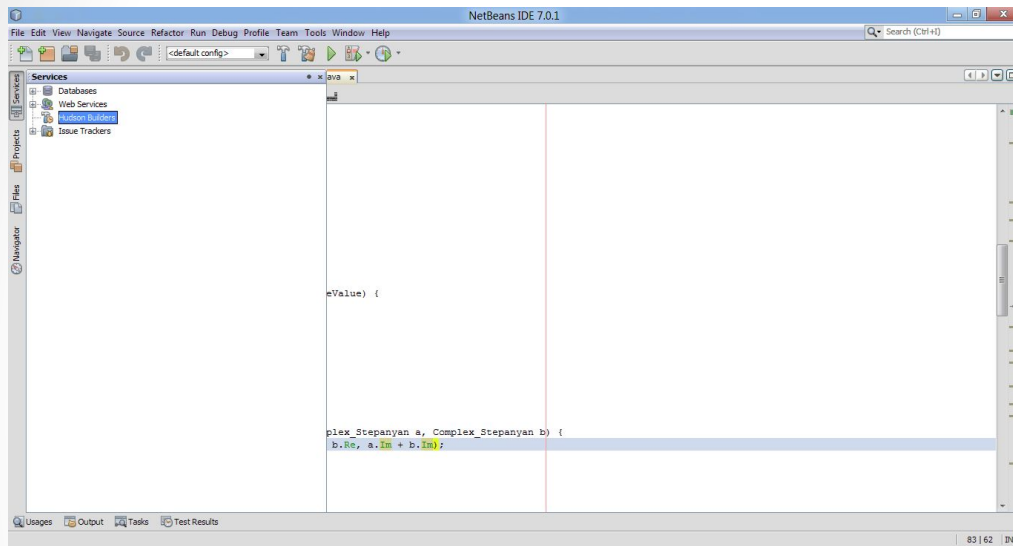 NetBeans IDE 7.0.1
File Edit View Navigate Source Refactor Run Debug Profile Team Tools Window Help
Search (Ctrl+I)
<default config>
Services
ava x
Services
Projects
Files
Navigator
Databases
Web Services
Hudson Builders
Issue Trackers
eValue) {
plex_Stepanyan a, Complex_Stepanyan b) {
b.Re, a.Im + b.Im);
Usages Output Tasks Test Results
83 | 62 IN